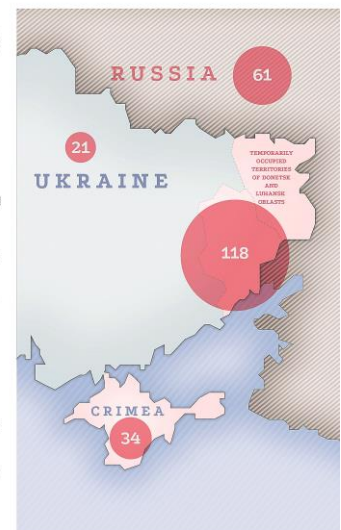 RUSSIA 61
21
UKRAINE
TEMPORARILY
OCCUPIED
TERRITORIES
OF DONETSK
AND
LUHANSK
OBLASTS
118
CRIMEA
34